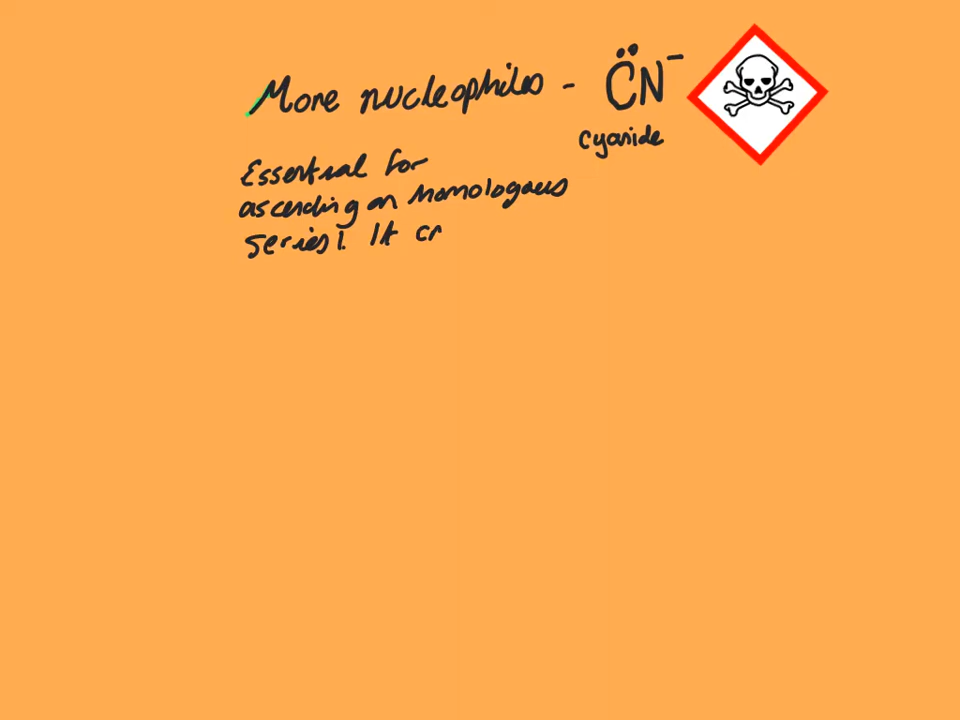 More nucleophiles - C̈N⁻
cyanide
Essential for
ascending an homologous
series!. It cr